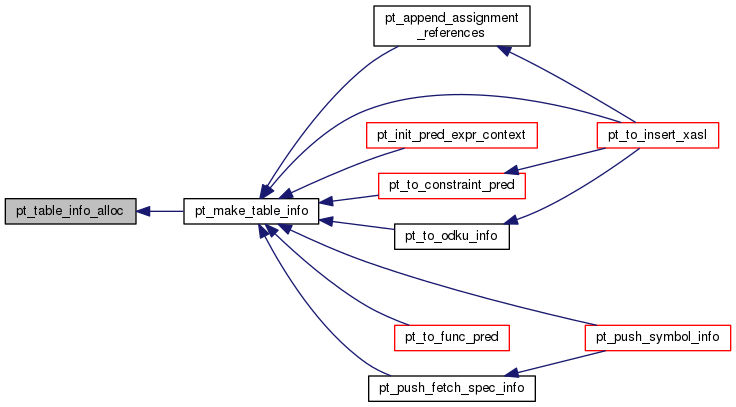 pt_append_assignment
_references
pt_init_pred_expr_context
pt_to_insert_xasl
pt_to_constraint_pred
pt_table_info_alloc
pt_make_table_info
pt_to_odku_info
pt_to_func_pred
pt_push_symbol_info
pt_push_fetch_spec_info